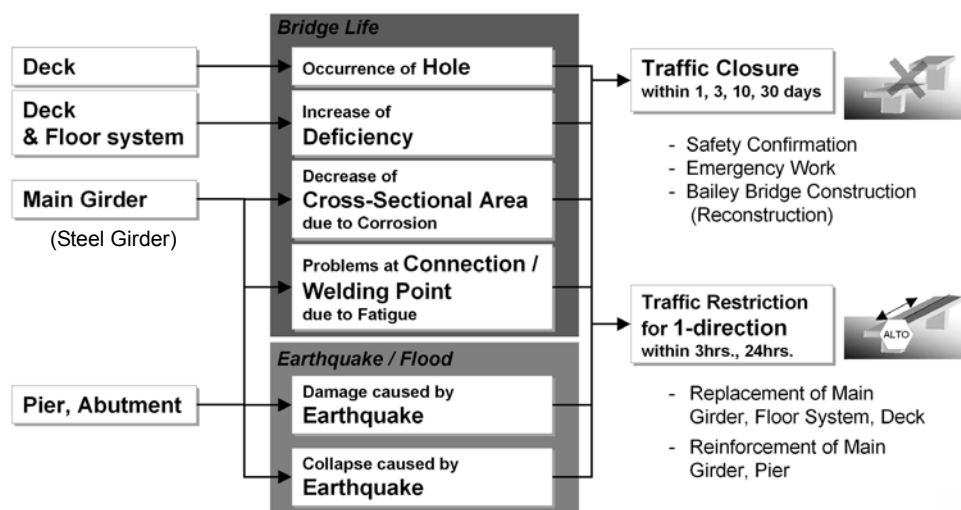 Bridge Life
Deck
Occurrence of Hole
Deck
& Floor system
Increase of
Deficiency
Main Girder
(Steel Girder)
Decrease of
Cross-Sectional Area
due to Corrosion
Problems at Connection /
Welding Point
due to Fatigue
Earthquake / Flood
Pier, Abutment
Damage caused by
Earthquake
Collapse caused by
Earthquake
Traffic Closure
within 1, 3, 10, 30 days
- Safety Confirmation
- Emergency Work
- Bailey Bridge Construction
(Reconstruction)
Traffic Restriction
for 1-direction
within 3hrs., 24hrs.
ALTO
- Replacement of Main
Girder, Floor System, Deck
- Reinforcement of Main
Girder, Pier